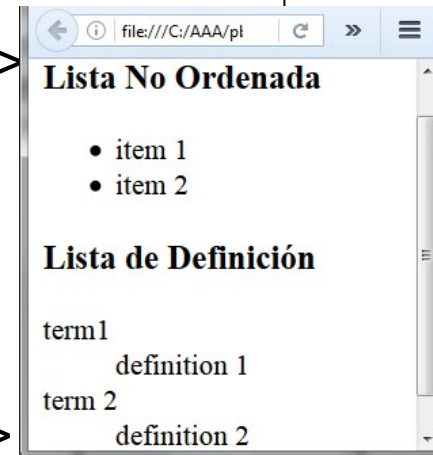 file:///C:/AAA/pl
>
Lista No Ordenada
• item 1
• item 2
Lista de Definición
term1
definition 1
term 2
definition 2
>